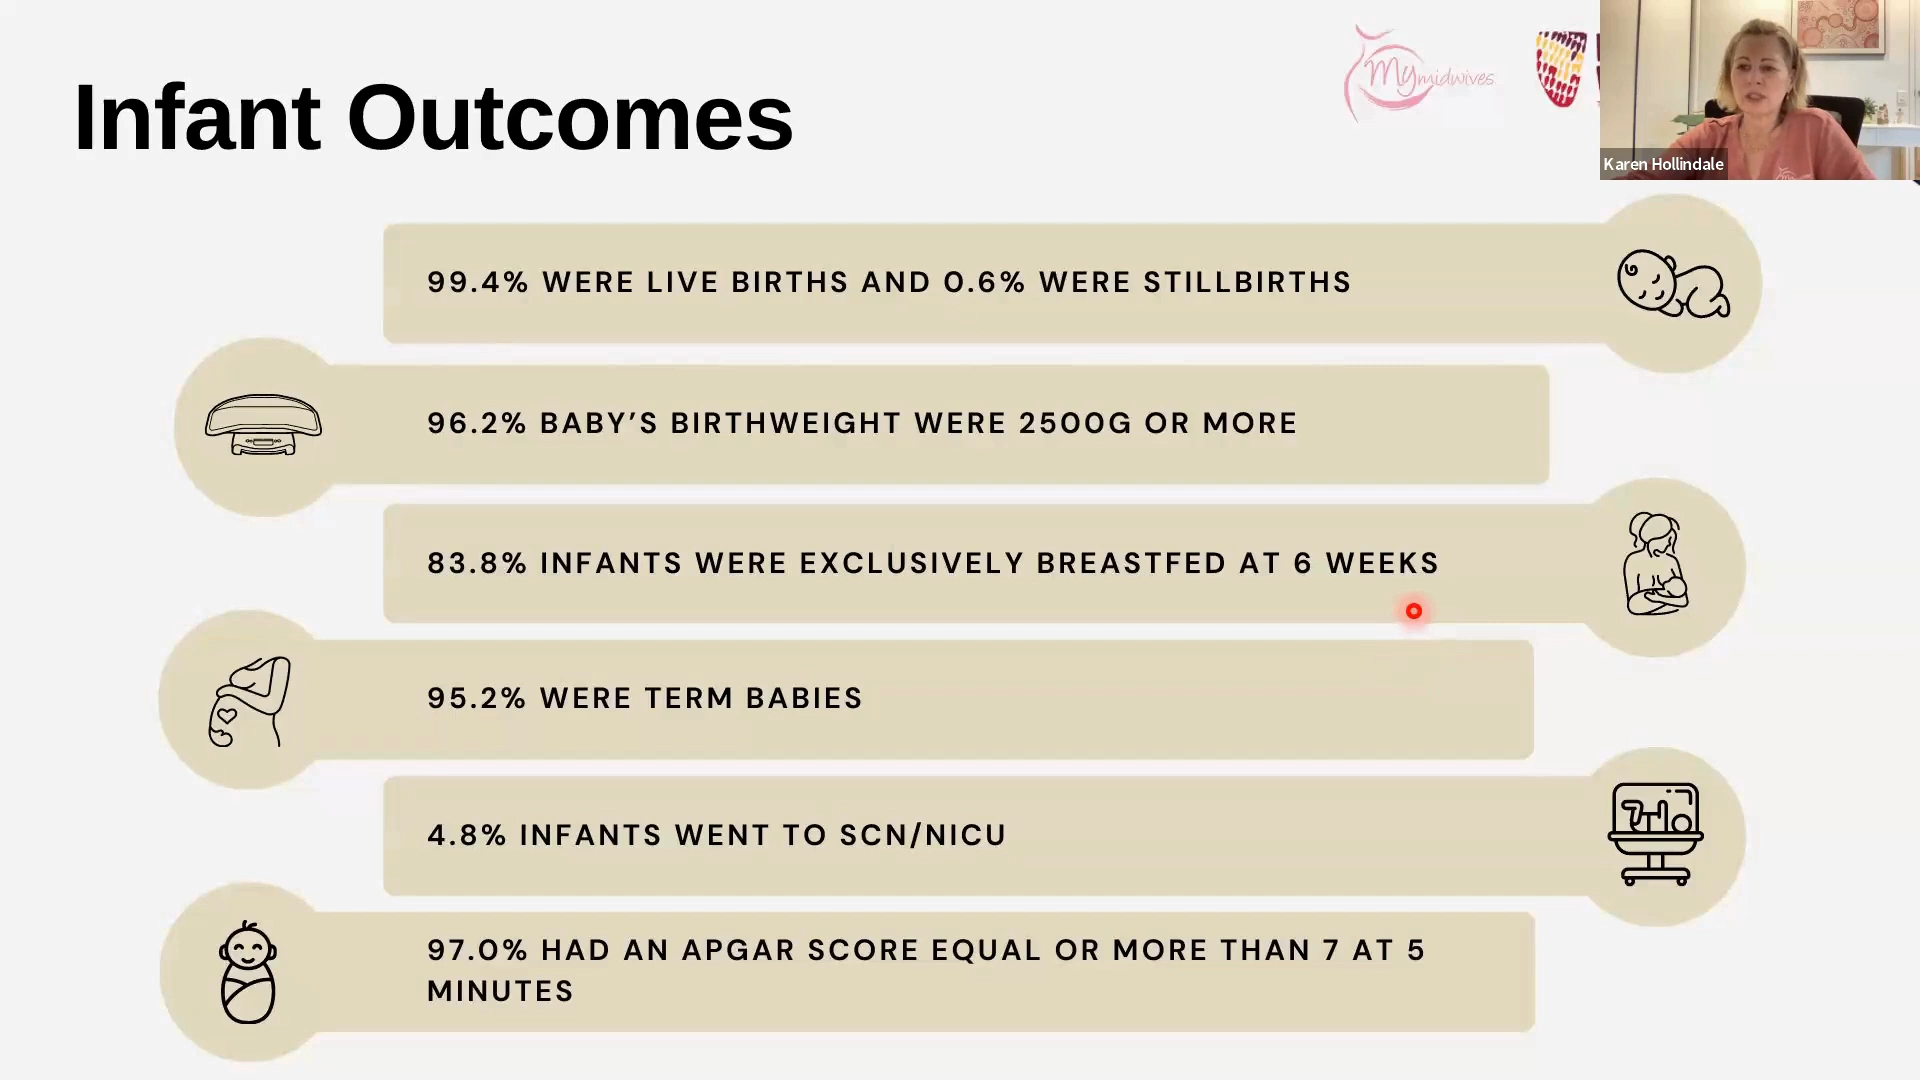 Infant Outcomes
My midwives
Karen Hollindale
99.4% WERE LIVE BIRTHS AND 0.6% WERE STILLBIRTHS
96.2% BABY’S BIRTHWEIGHT WERE 2500G OR MORE
83.8% INFANTS WERE EXCLUSIVELY BREASTFED AT 6 WEEKS
95.2% WERE TERM BABIES
4.8% INFANTS WENT TO SCN/NICU
97.0% HAD AN APGAR SCORE EQUAL OR MORE THAN 7 AT 5
MINUTES